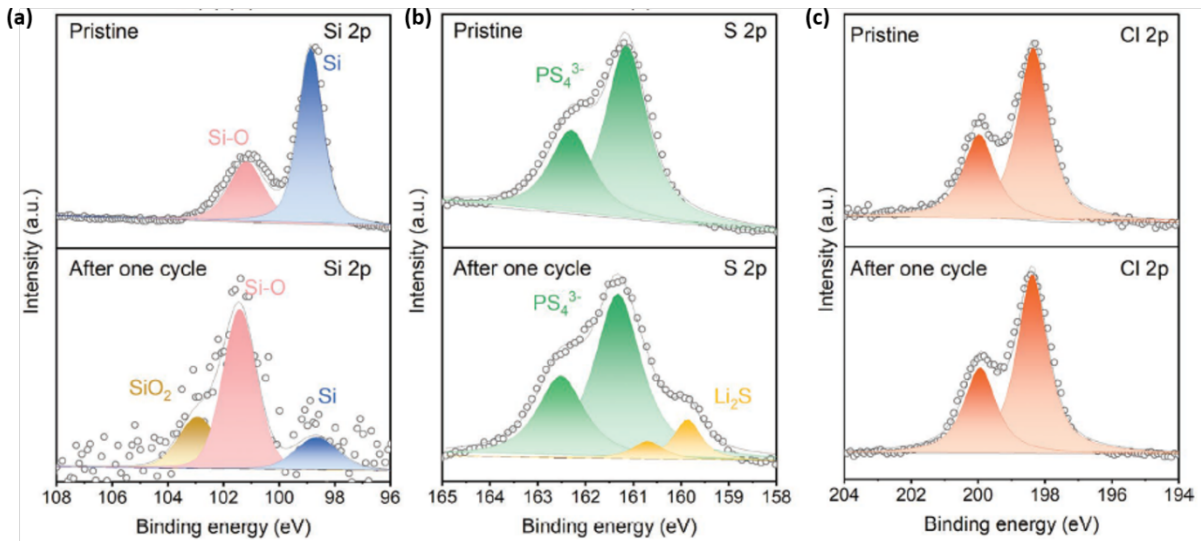 (a)
Pristine
Si 2p
Si
Si-O
After one cycle
Si 2p
Si-O
SiO₂
Si
108 106 104 102 100 98 96
Binding energy (eV)
Intensity (a.u.)
(b)
Pristine
S 2p
PS₄³⁻
After one cycle
S 2p
PS₄³⁻
Li₂S
165 164 163 162 161 160 159 158
Binding energy (eV)
Intensity (a.u.)
(c)
Pristine
Cl 2p
After one cycle
Cl 2p
204 202 200 198 196 194
Binding energy (eV)
Intensity (a.u.)